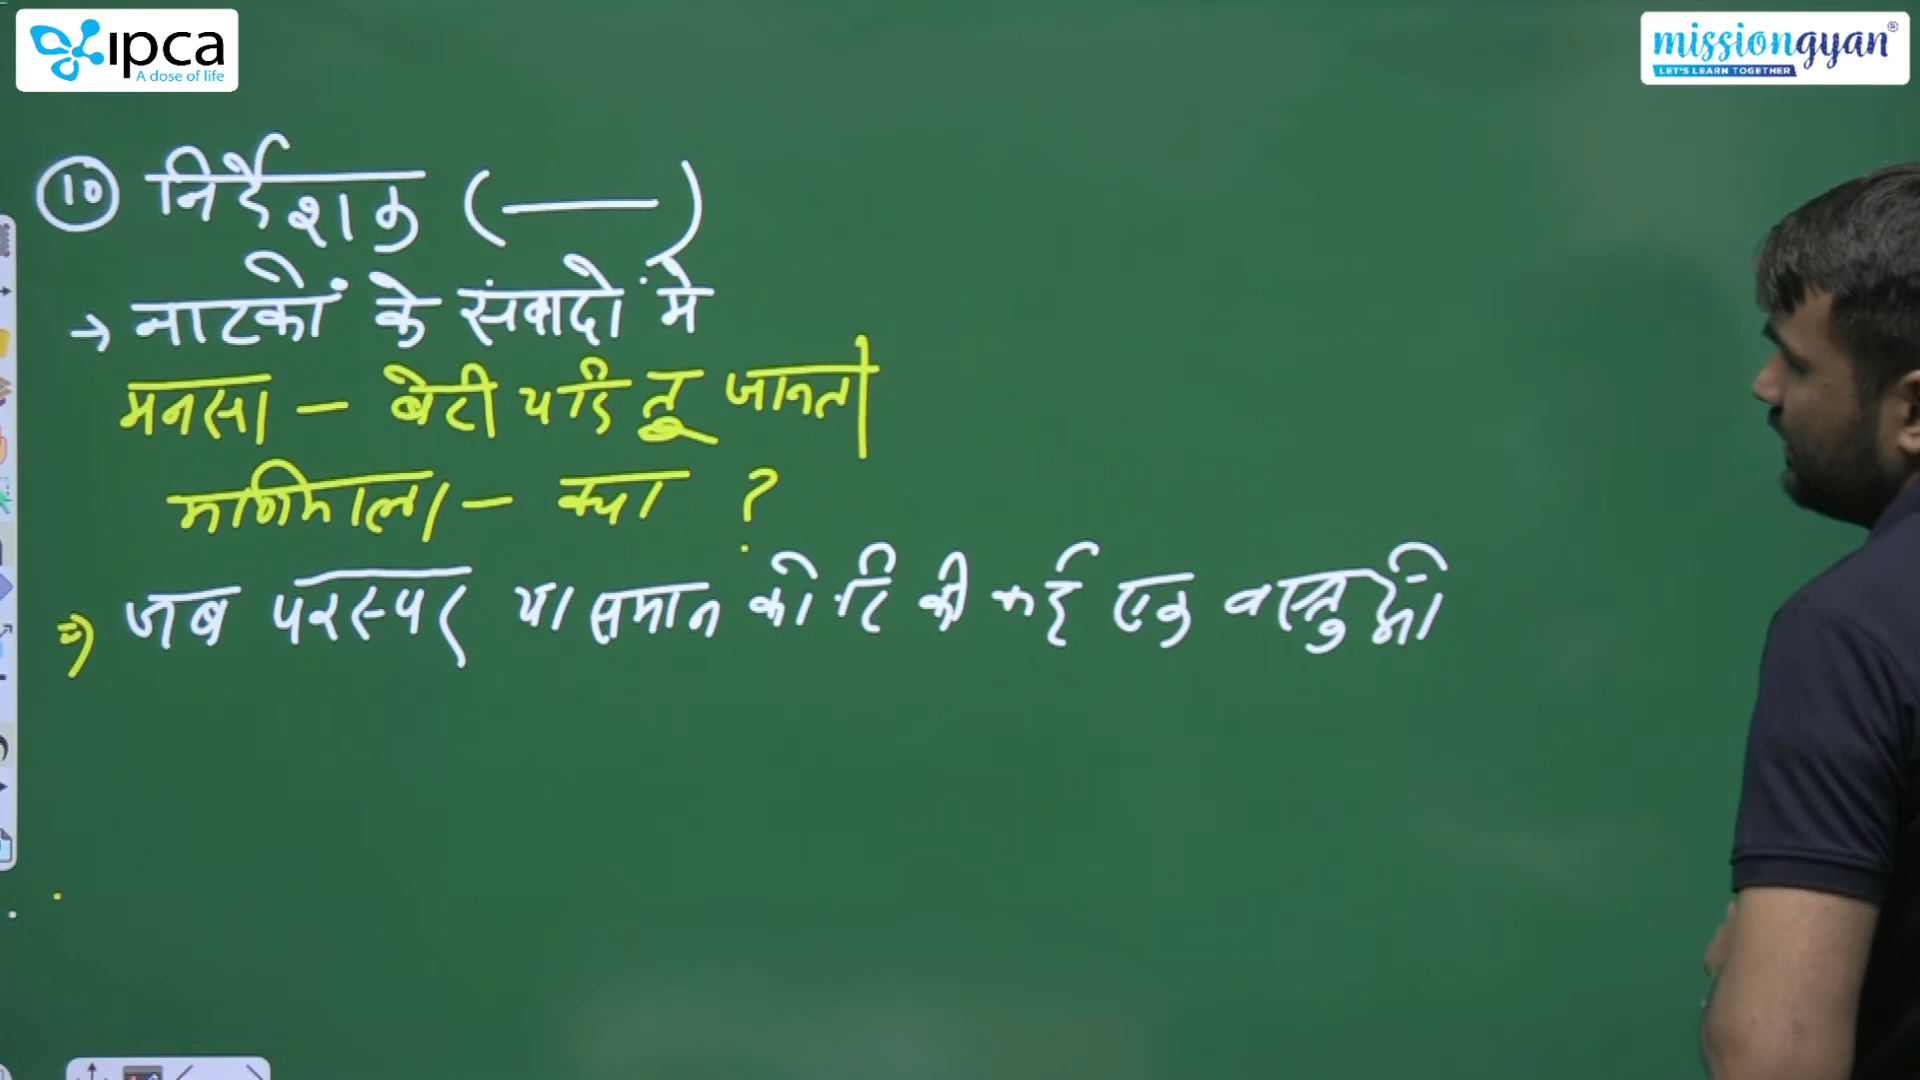 ipca
A dose of life
missiongyan®
LET'S LEARN TOGETHER
10 निर्देशक (—)
→ नाटकों के संवादों में
मनसा – बेटी यदि तू जानती
मणिमाला – क्या ?
⇒ जब परस्पर या समान कोटि की कई एक वस्तुओं